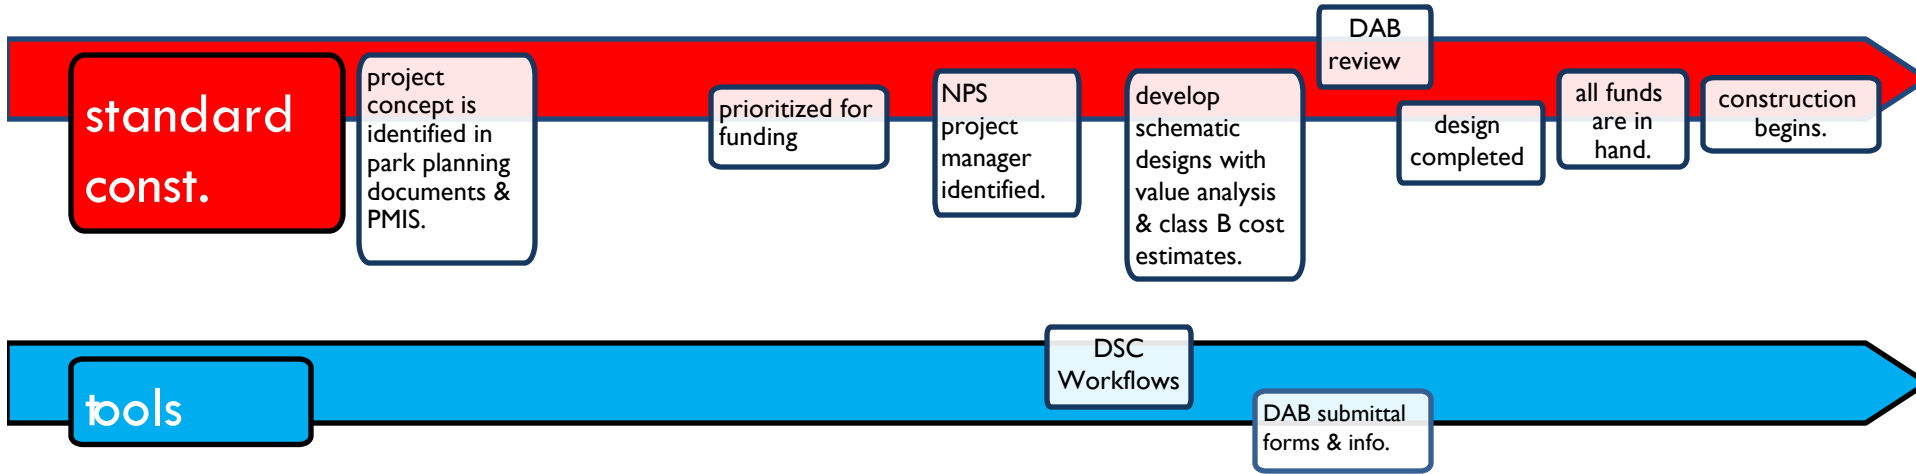 standard
const.
project
concept is
identified in
park planning
documents &
PMIS.
prioritized for
funding
NPS
project
manager
identified.
develop
schematic
designs with
value analysis
& class B cost
estimates.
DAB
review
design
completed
all funds
are in
hand.
construction
begins.
tools
DSC
Workflows
DAB submittal
forms & info.